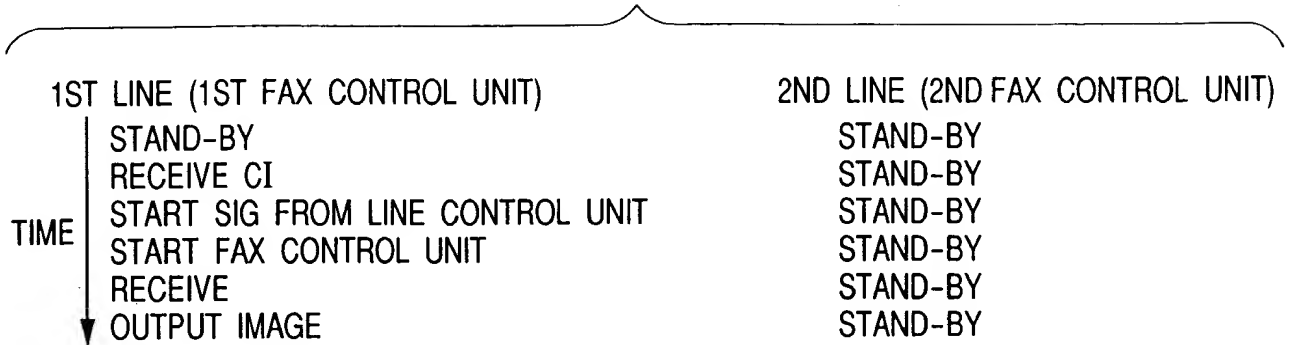 1ST LINE (1ST FAX CONTROL UNIT) 2ND LINE (2ND FAX CONTROL UNIT)
STAND-BY STAND-BY
RECEIVE CI STAND-BY
START SIG FROM LINE CONTROL UNIT STAND-BY
TIME START FAX CONTROL UNIT STAND-BY
RECEIVE STAND-BY
OUTPUT IMAGE STAND-BY